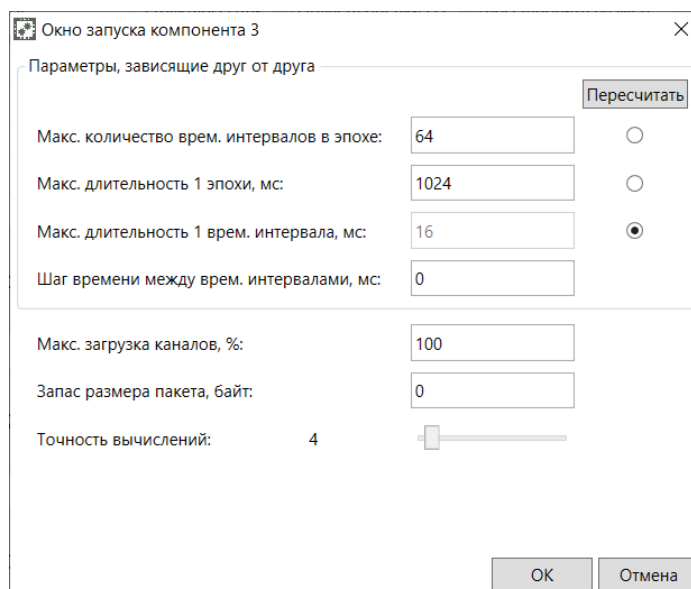 Окно запуска компонента 3
Параметры, зависящие друг от друга
Пересчитать
Макс. количество врем. интервалов в эпохе: 64
Макс. длительность 1 эпохи, мс: 1024
Макс. длительность 1 врем. интервала, мс: 16
Шаг времени между врем. интервалами, мс: 0
Макс. загрузка каналов, %: 100
Запас размера пакета, байт: 0
Точность вычислений: 4
ОК Отмена